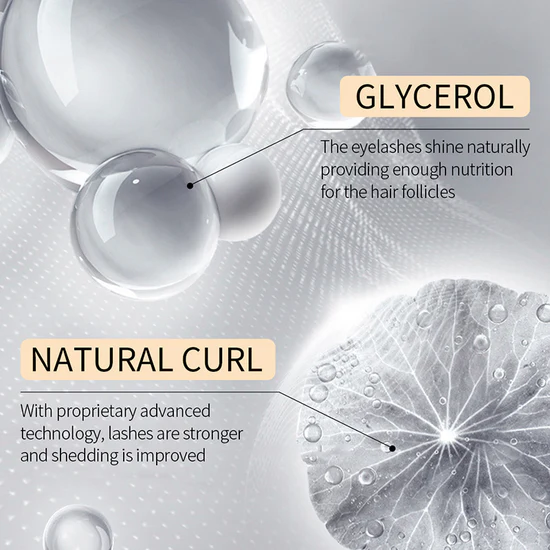 GLYCEROL
The eyelashes shine naturally
providing enough nutrition
for the hair follicles
NATURAL CURL
With proprietary advanced
technology, lashes are stronger
and shedding is improved